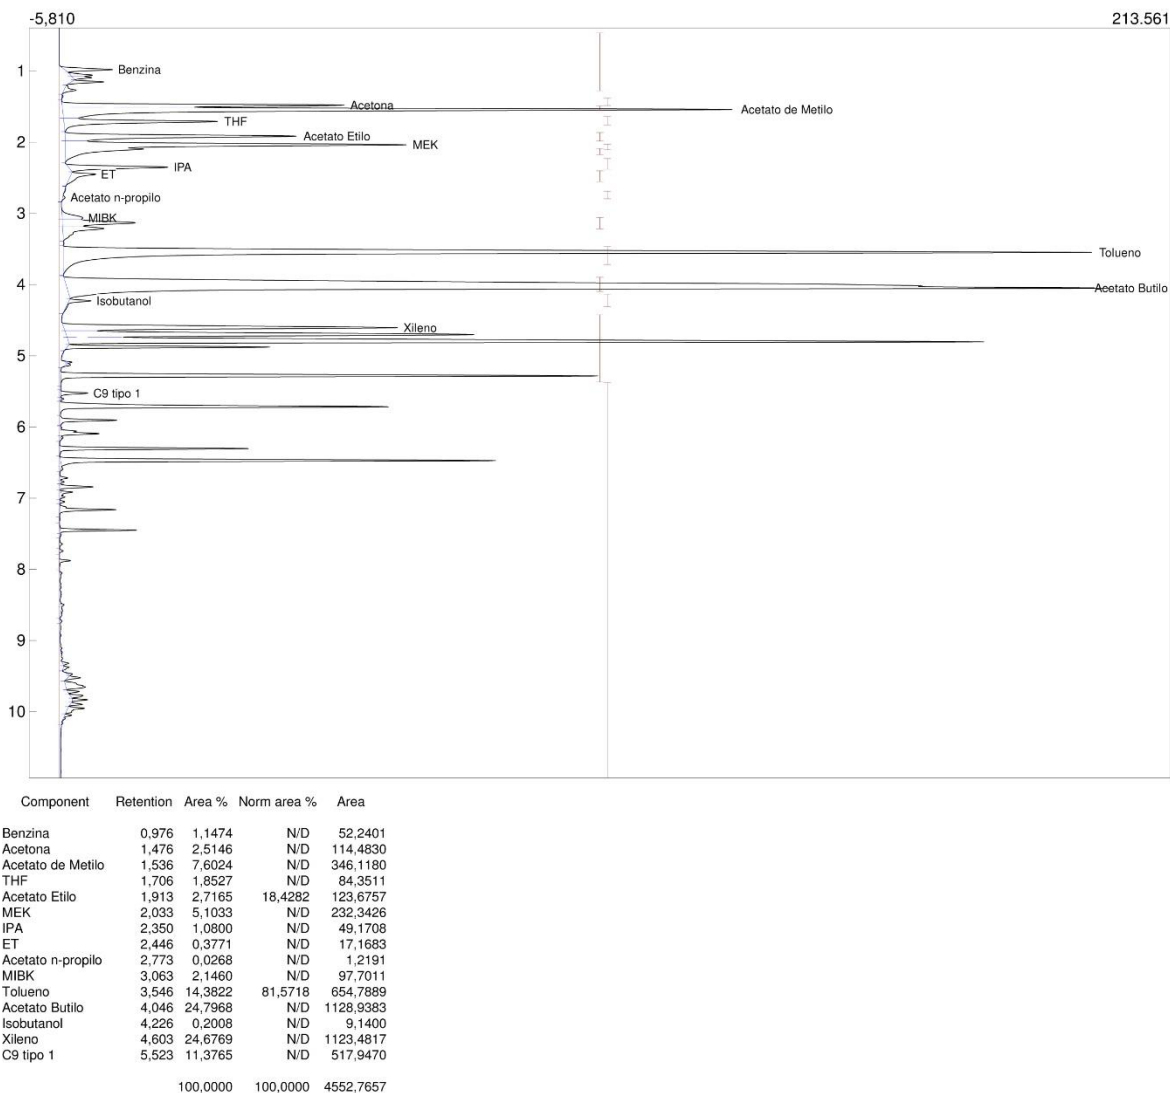 -5,810 213.561
1 Benzina
Acetona
Acetato de Metilo
THF
Acetato Etilo
2 MEK
IPA
ET
Acetato n-propilo
3 MIBK
Tolueno
4 Acetato Butilo
Isobutanol
Xileno
5
C9 tipo 1
6
7
8
9
10
Component Retention Area % Norm area % Area
Benzina 0,976 1,1474 N/D 52,2401
Acetona 1,476 2,5146 N/D 114,4830
Acetato de Metilo 1,536 7,6024 N/D 346,1180
THF 1,706 1,8527 N/D 84,3511
Acetato Etilo 1,913 2,7165 18,4282 123,6757
MEK 2,033 5,1033 N/D 232,3426
IPA 2,350 1,0800 N/D 49,1708
ET 2,446 0,3771 N/D 17,1683
Acetato n-propilo 2,773 0,0268 N/D 1,2191
MIBK 3,063 2,1460 N/D 97,7011
Tolueno 3,546 14,3822 81,5718 654,7889
Acetato Butilo 4,046 24,7968 N/D 1128,9383
Isobutanol 4,226 0,2008 N/D 9,1400
Xileno 4,603 24,6769 N/D 1123,4817
C9 tipo 1 5,523 11,3765 N/D 517,9470
100,0000 100,0000 4552,7657